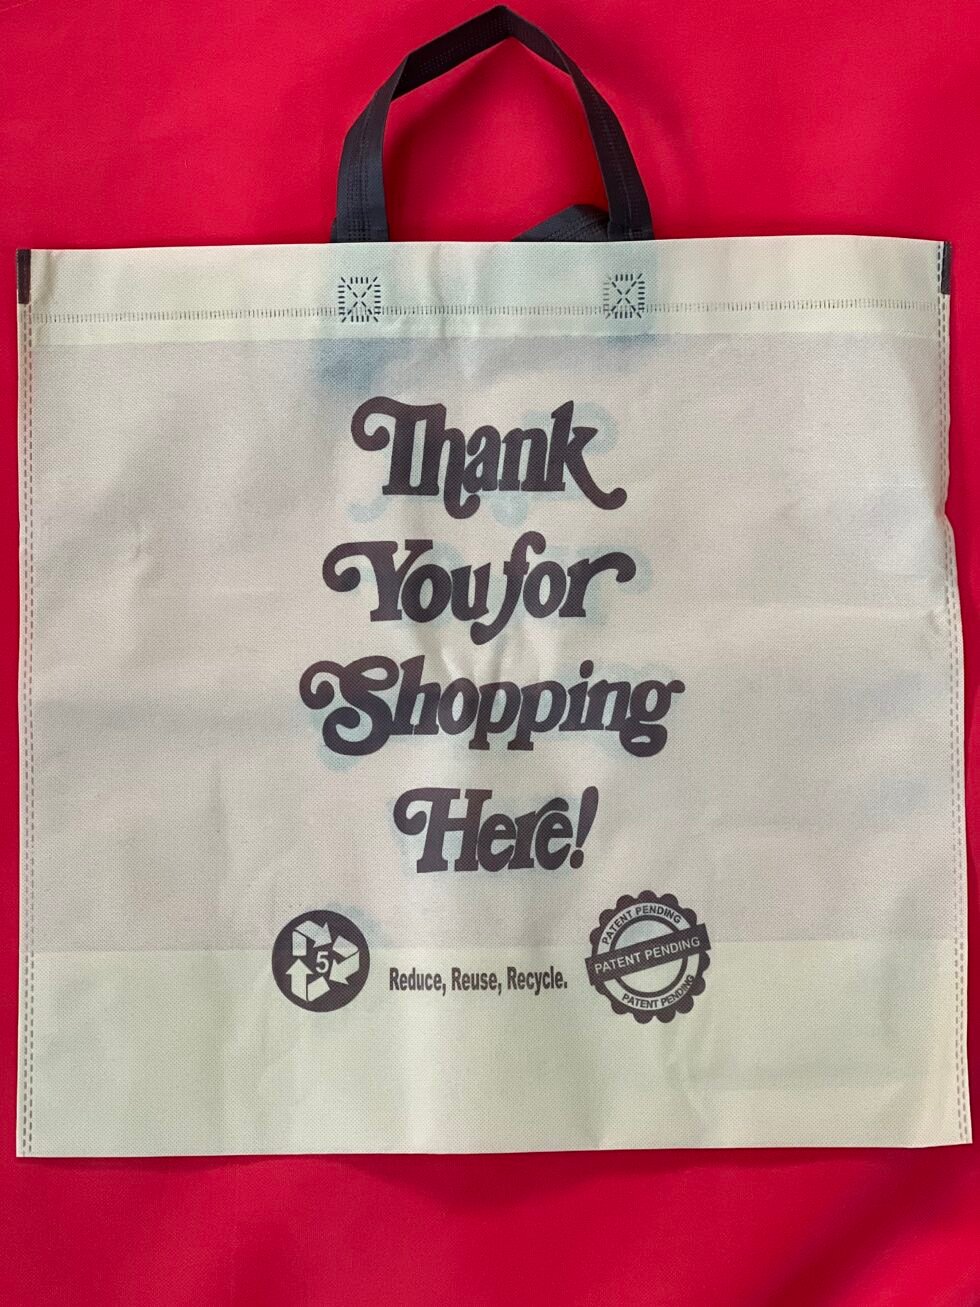 Thank
You for
Shopping
Here!
5
Reduce, Reuse, Recycle.
PATENT PENDING
PATENT PENDING
PATENT PENDING